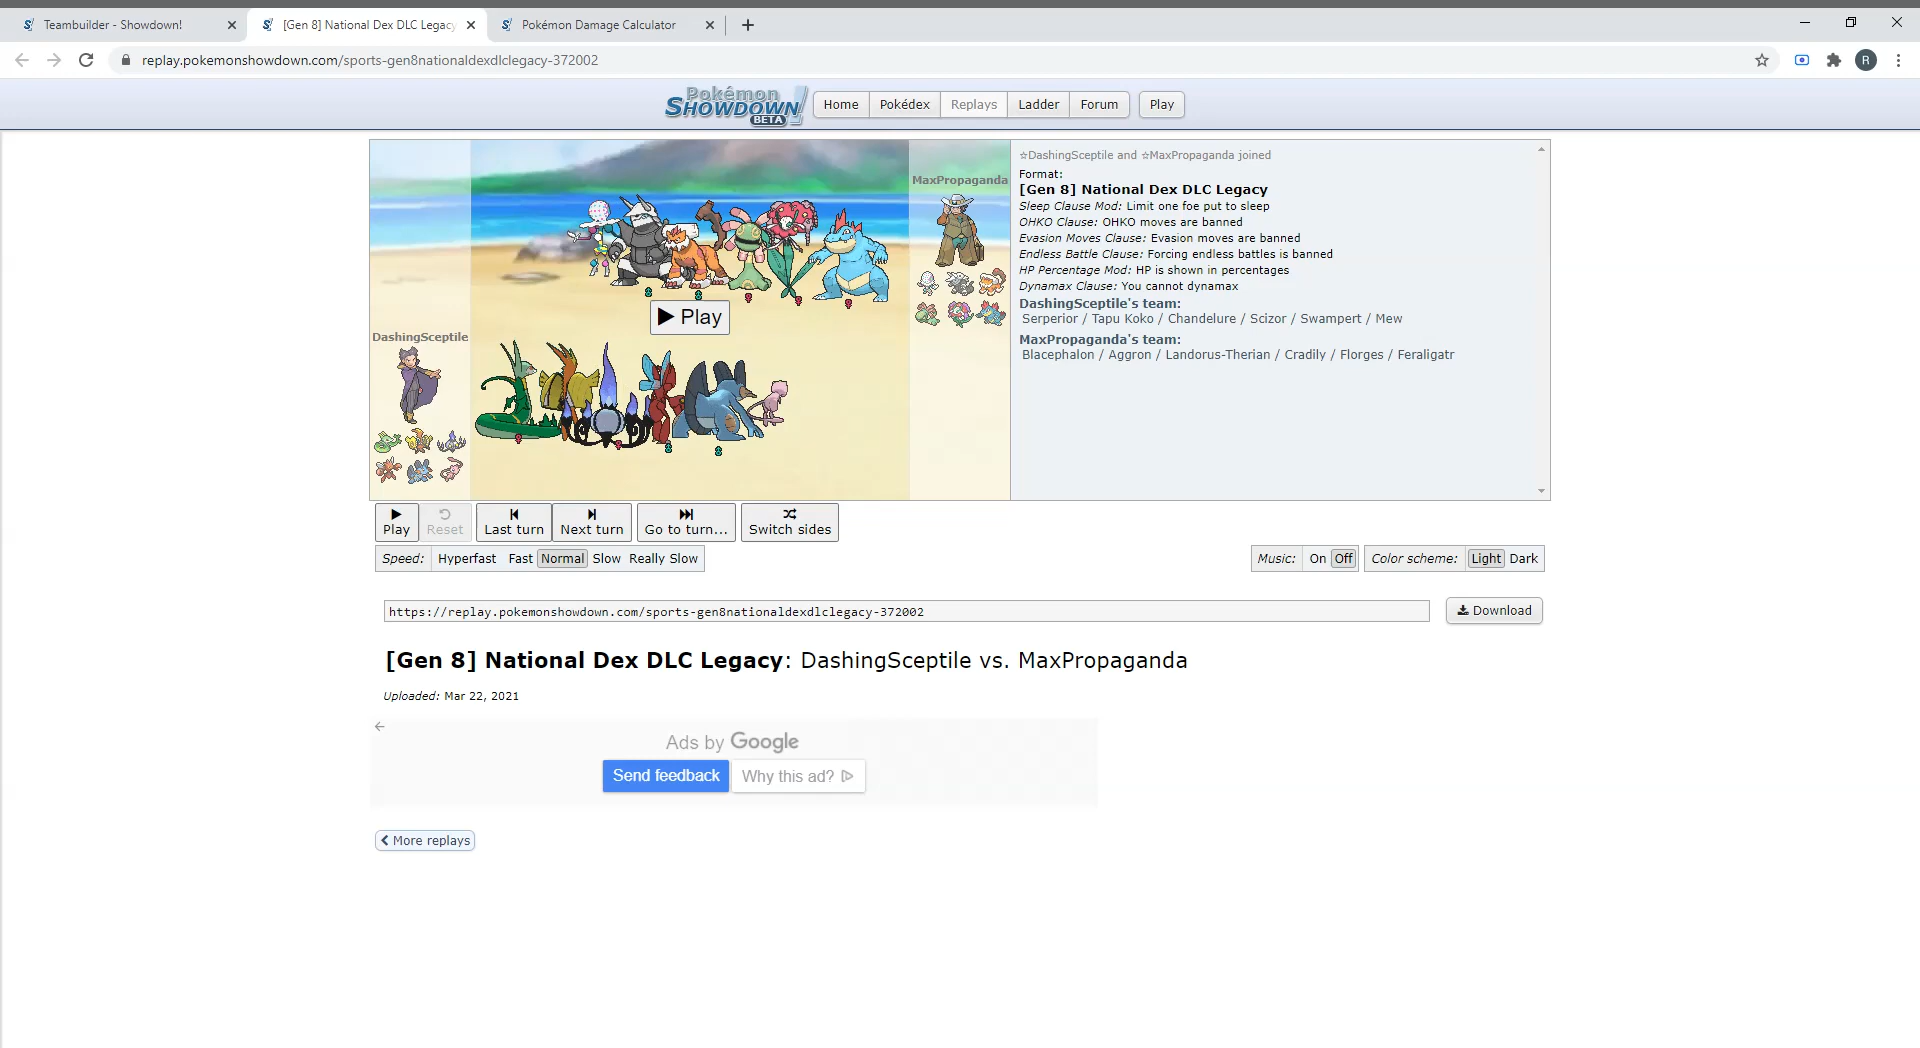 Teambuilder - Showdown!
[Gen 8] National Dex DLC Legacy
Pokémon Damage Calculator
replay.pokemonshowdown.com/sports-gen8nationaldexdlclegacy-372002
R
Pokémon
SHOWDOWN!
BETA
Home
Pokédex
Replays
Ladder
Forum
Play
MaxPropaganda
DashingSceptile
Play
☆DashingSceptile and ☆MaxPropaganda joined
Format:
[Gen 8] National Dex DLC Legacy
Sleep Clause Mod: Limit one foe put to sleep
OHKO Clause: OHKO moves are banned
Evasion Moves Clause: Evasion moves are banned
Endless Battle Clause: Forcing endless battles is banned
HP Percentage Mod: HP is shown in percentages
Dynamax Clause: You cannot dynamax
DashingSceptile's team:
Serperior / Tapu Koko / Chandelure / Scizor / Swampert / Mew
MaxPropaganda's team:
Blacephalon / Aggron / Landorus-Therian / Cradily / Florges / Feraligatr
Play
Reset
Last turn
Next turn
Go to turn...
Switch sides
Speed: Hyperfast Fast Normal Slow Really Slow
Music: On Off
Color scheme: Light Dark
https://replay.pokemonshowdown.com/sports-gen8nationaldexdlclegacy-372002
Download
[Gen 8] National Dex DLC Legacy: DashingSceptile vs. MaxPropaganda
Uploaded: Mar 22, 2021
Ads by Google
Send feedback
Why this ad?
More replays